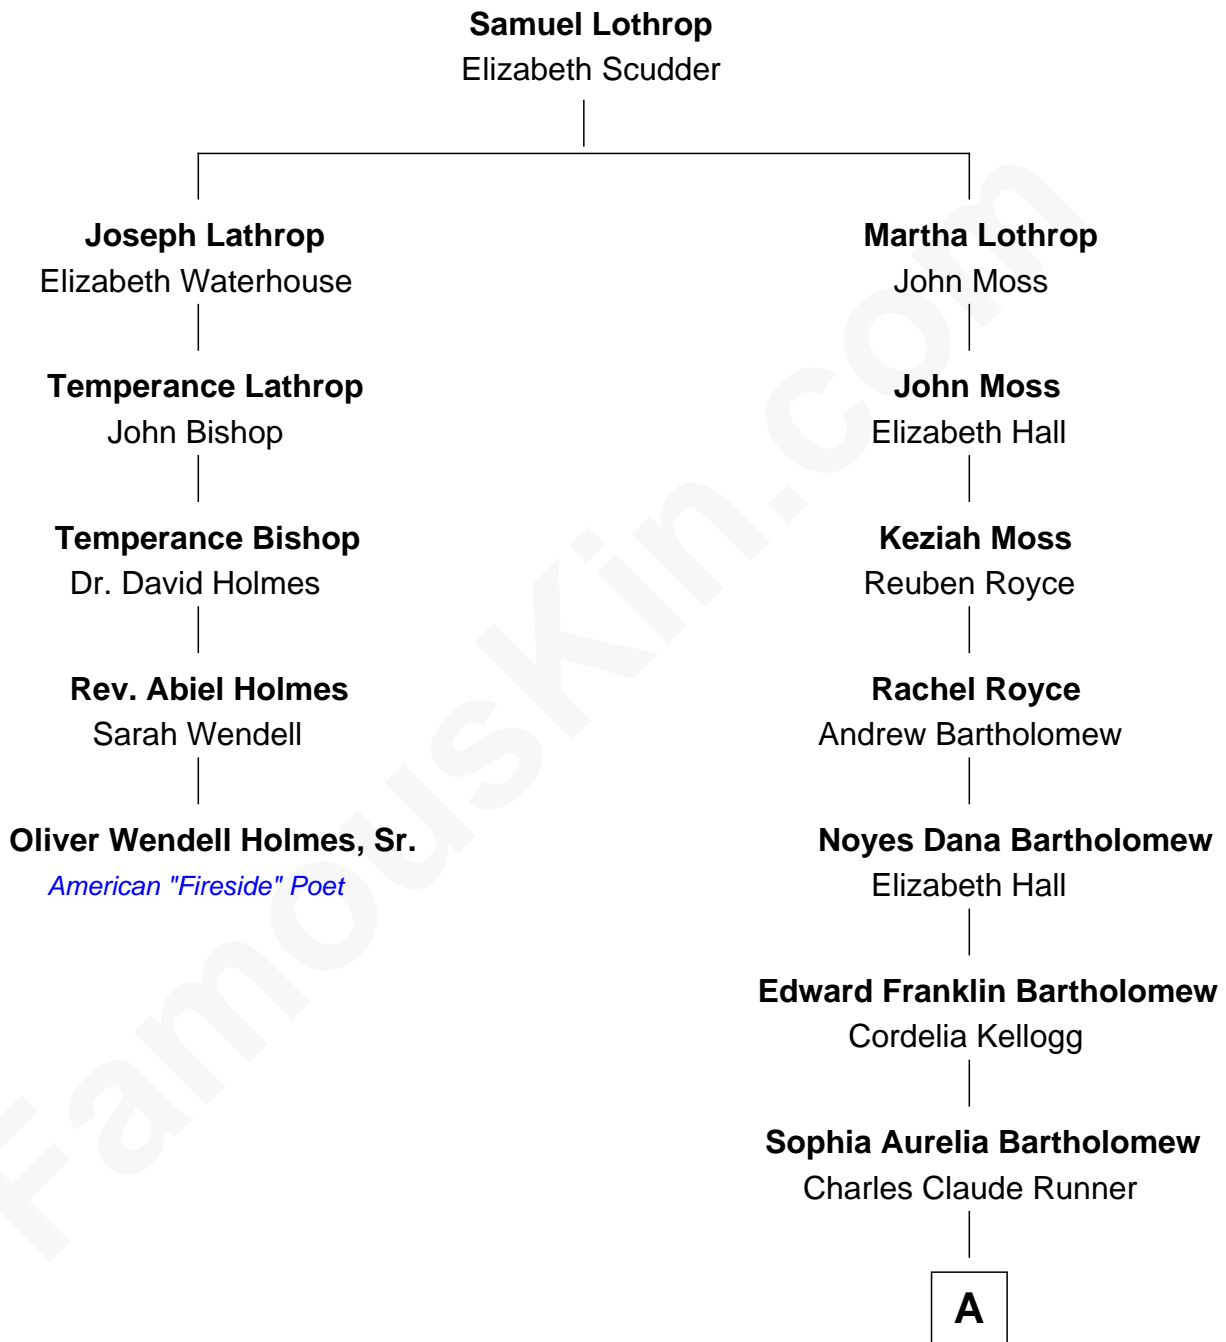 Samuel Lothrop
Elizabeth Scudder
Joseph Lathrop
Elizabeth Waterhouse
Temperance Lathrop
John Bishop
Temperance Bishop
Dr. David Holmes
Rev. Abiel Holmes
Sarah Wendell
Oliver Wendell Holmes, Sr.
American "Fireside" Poet
Martha Lothrop
John Moss
John Moss
Elizabeth Hall
Keziah Moss
Reuben Royce
Rachel Royce
Andrew Bartholomew
Noyes Dana Bartholomew
Elizabeth Hall
Edward Franklin Bartholomew
Cordelia Kellogg
Sophia Aurelia Bartholomew
Charles Claude Runner
A
FamousKin.com